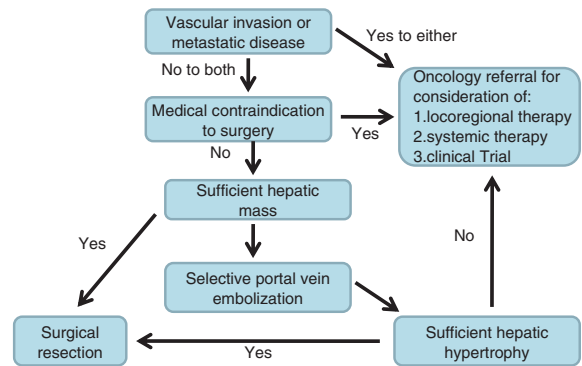 Vascular invasion or
metastatic disease
Yes to either
No to both
Oncology referral for
consideration of:
1.locoregional therapy
2.systemic therapy
3.clinical Trial
Medical contraindication
to surgery
Yes
No
Sufficient hepatic
mass
Yes
No
Selective portal vein
embolization
Surgical
resection
Yes
Sufficient hepatic
hypertrophy